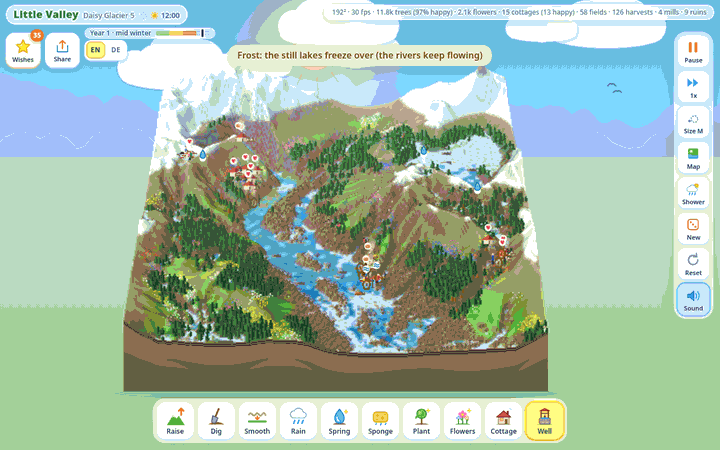 Little Valley Daisy Glacier 5 12:00
192² · 30 fps · 11.8k trees (97% happy) · 2.1k flowers · 15 cottages (13 happy) · 58 fields · 126 harvests · 4 mills · 9 ruins
35
Wishes
Share
Year 1 · mid winter
EN DE
Frost: the still lakes freeze over (the rivers keep flowing)
Pause
1x
Size M
Map
Shower
New
Reset
Sound
Raise Dig Smooth Rain Spring Sponge Plant Flowers Cottage Well